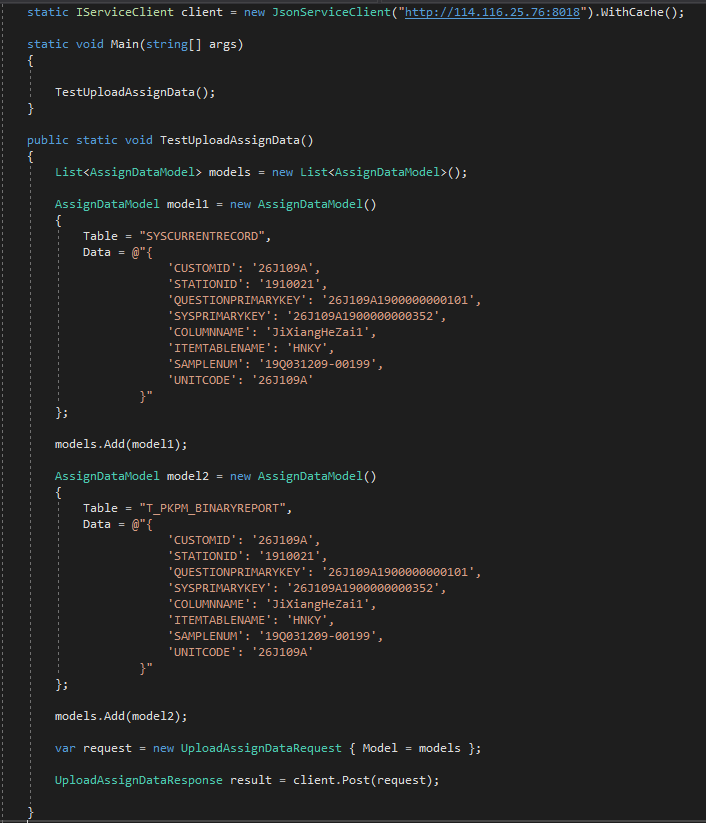 static IServiceClient client = new JsonServiceClient("http://114.116.25.76:8018").WithCache();
static void Main(string[] args)
{
TestUploadAssignData();
}
public static void TestUploadAssignData()
{
List<AssignDataModel> models = new List<AssignDataModel>();
AssignDataModel model1 = new AssignDataModel()
{
Table = "SYSCURRENTRECORD",
Data = @"{
'CUSTOMID': '26J109A',
'STATIONID': '1910021',
'QUESTIONPRIMARYKEY': '26J109A1900000000101',
'SYSPRIMARYKEY': '26J109A1900000000352',
'COLUMNNAME': 'JiXiangHeZai1',
'ITEMTABLENAME': 'HNKY',
'SAMPLENUM': '19Q031209-00199',
'UNITCODE': '26J109A'
}"
};
models.Add(model1);
AssignDataModel model2 = new AssignDataModel()
{
Table = "T_PKPM_BINARYREPORT",
Data = @"{
'CUSTOMID': '26J109A',
'STATIONID': '1910021',
'QUESTIONPRIMARYKEY': '26J109A1900000000101',
'SYSPRIMARYKEY': '26J109A1900000000352',
'COLUMNNAME': 'JiXiangHeZai1',
'ITEMTABLENAME': 'HNKY',
'SAMPLENUM': '19Q031209-00199',
'UNITCODE': '26J109A'
}"
};
models.Add(model2);
var request = new UploadAssignDataRequest { Model = models };
UploadAssignDataResponse result = client.Post(request);
}